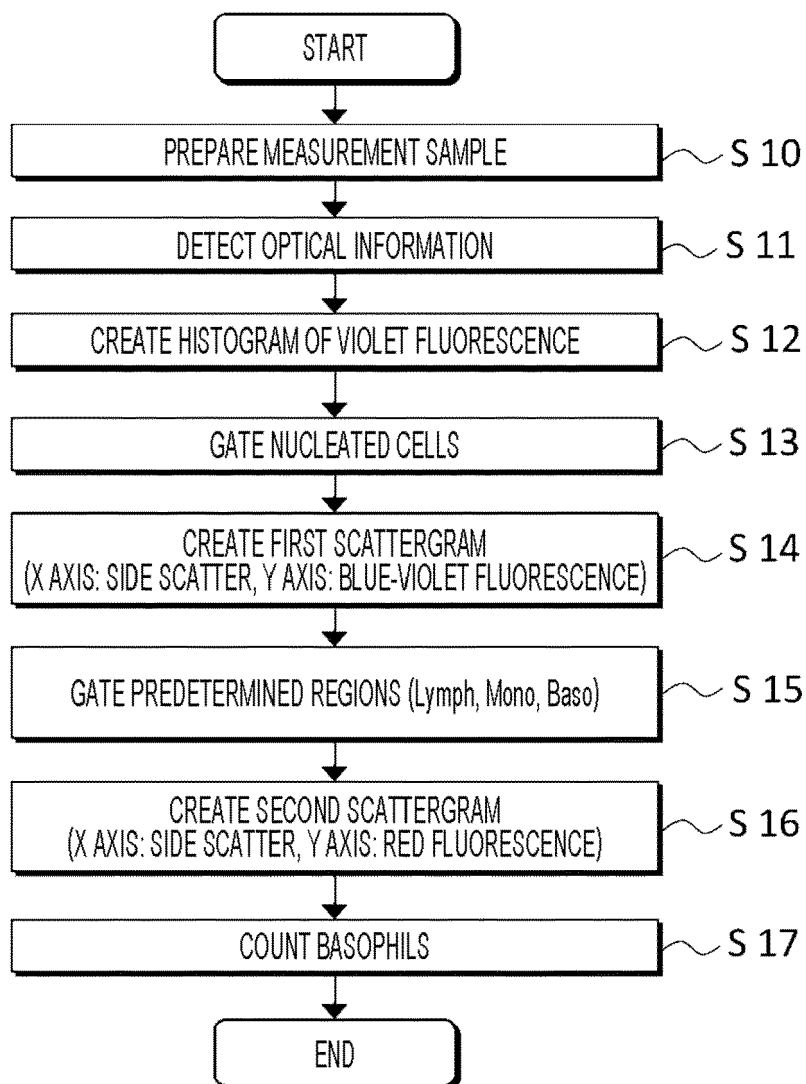 START
PREPARE MEASUREMENT SAMPLE
S 10
DETECT OPTICAL INFORMATION
S 11
CREATE HISTOGRAM OF VIOLET FLUORESCENCE
S 12
GATE NUCLEATED CELLS
S 13
CREATE FIRST SCATTERGRAM
(X AXIS: SIDE SCATTER, Y AXIS: BLUE-VIOLET FLUORESCENCE)
S 14
GATE PREDETERMINED REGIONS (Lymph, Mono, Baso)
S 15
CREATE SECOND SCATTERGRAM
(X AXIS: SIDE SCATTER, Y AXIS: RED FLUORESCENCE)
S 16
COUNT BASOPHILS
S 17
END